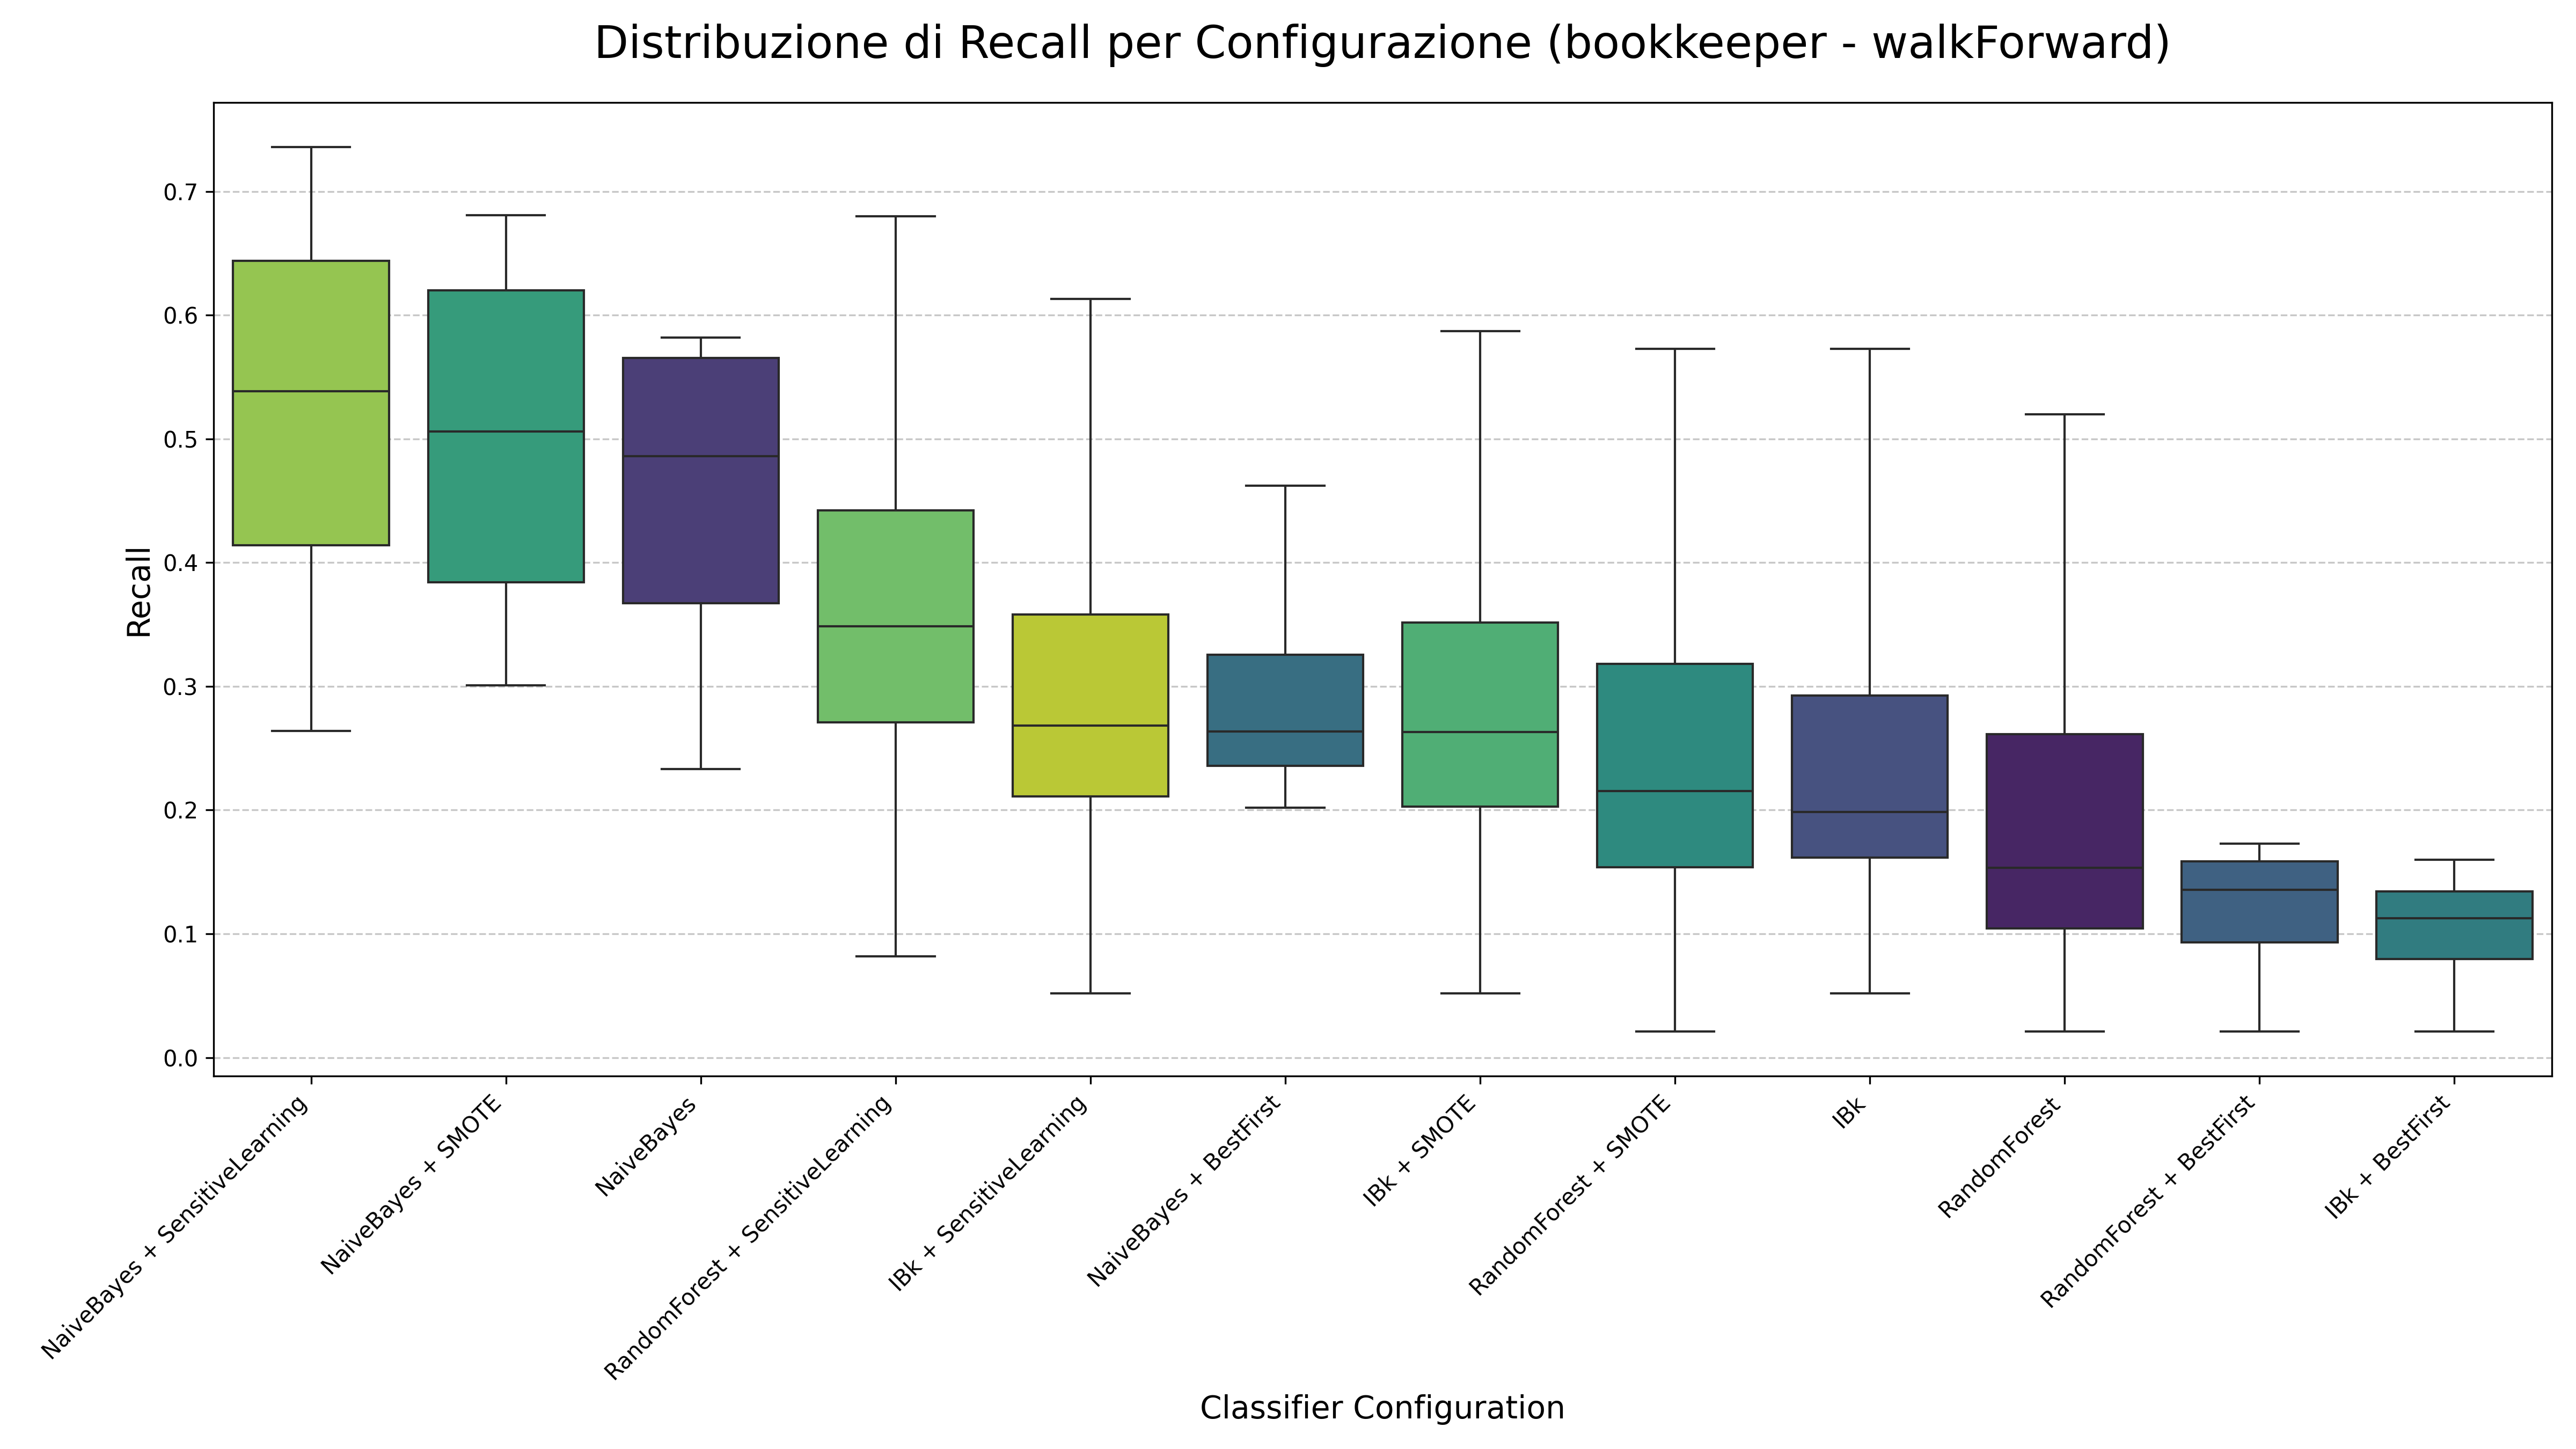 Distribuzione di Recall per Configurazione (bookkeeper - walkForward)
Recall
0.7
0.6
0.5
0.4
0.3
0.2
0.1
0.0
NaiveBayes + SensitiveLearning
NaiveBayes + SMOTE
NaiveBayes
RandomForest + SensitiveLearning
IBk + SensitiveLearning
NaiveBayes + BestFirst
IBk + SMOTE
RandomForest + SMOTE
IBk
RandomForest
RandomForest + BestFirst
IBk + BestFirst
Classifier Configuration